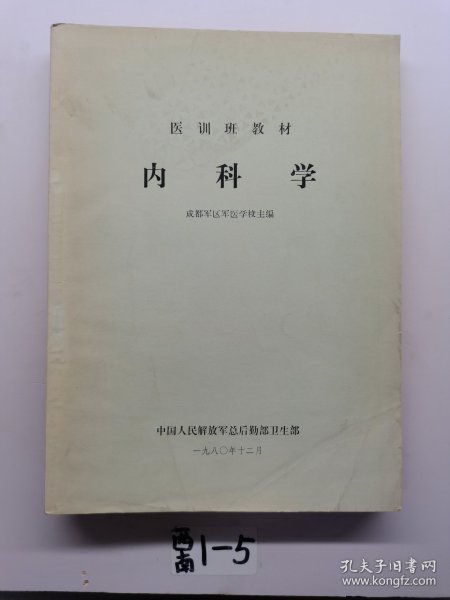 医训班教材
内科学
成都军区军医学校主编
中国人民解放军总后勤部卫生部
一九八〇年十二月
西南1-5
孔夫子旧书网
www.kongfz.com